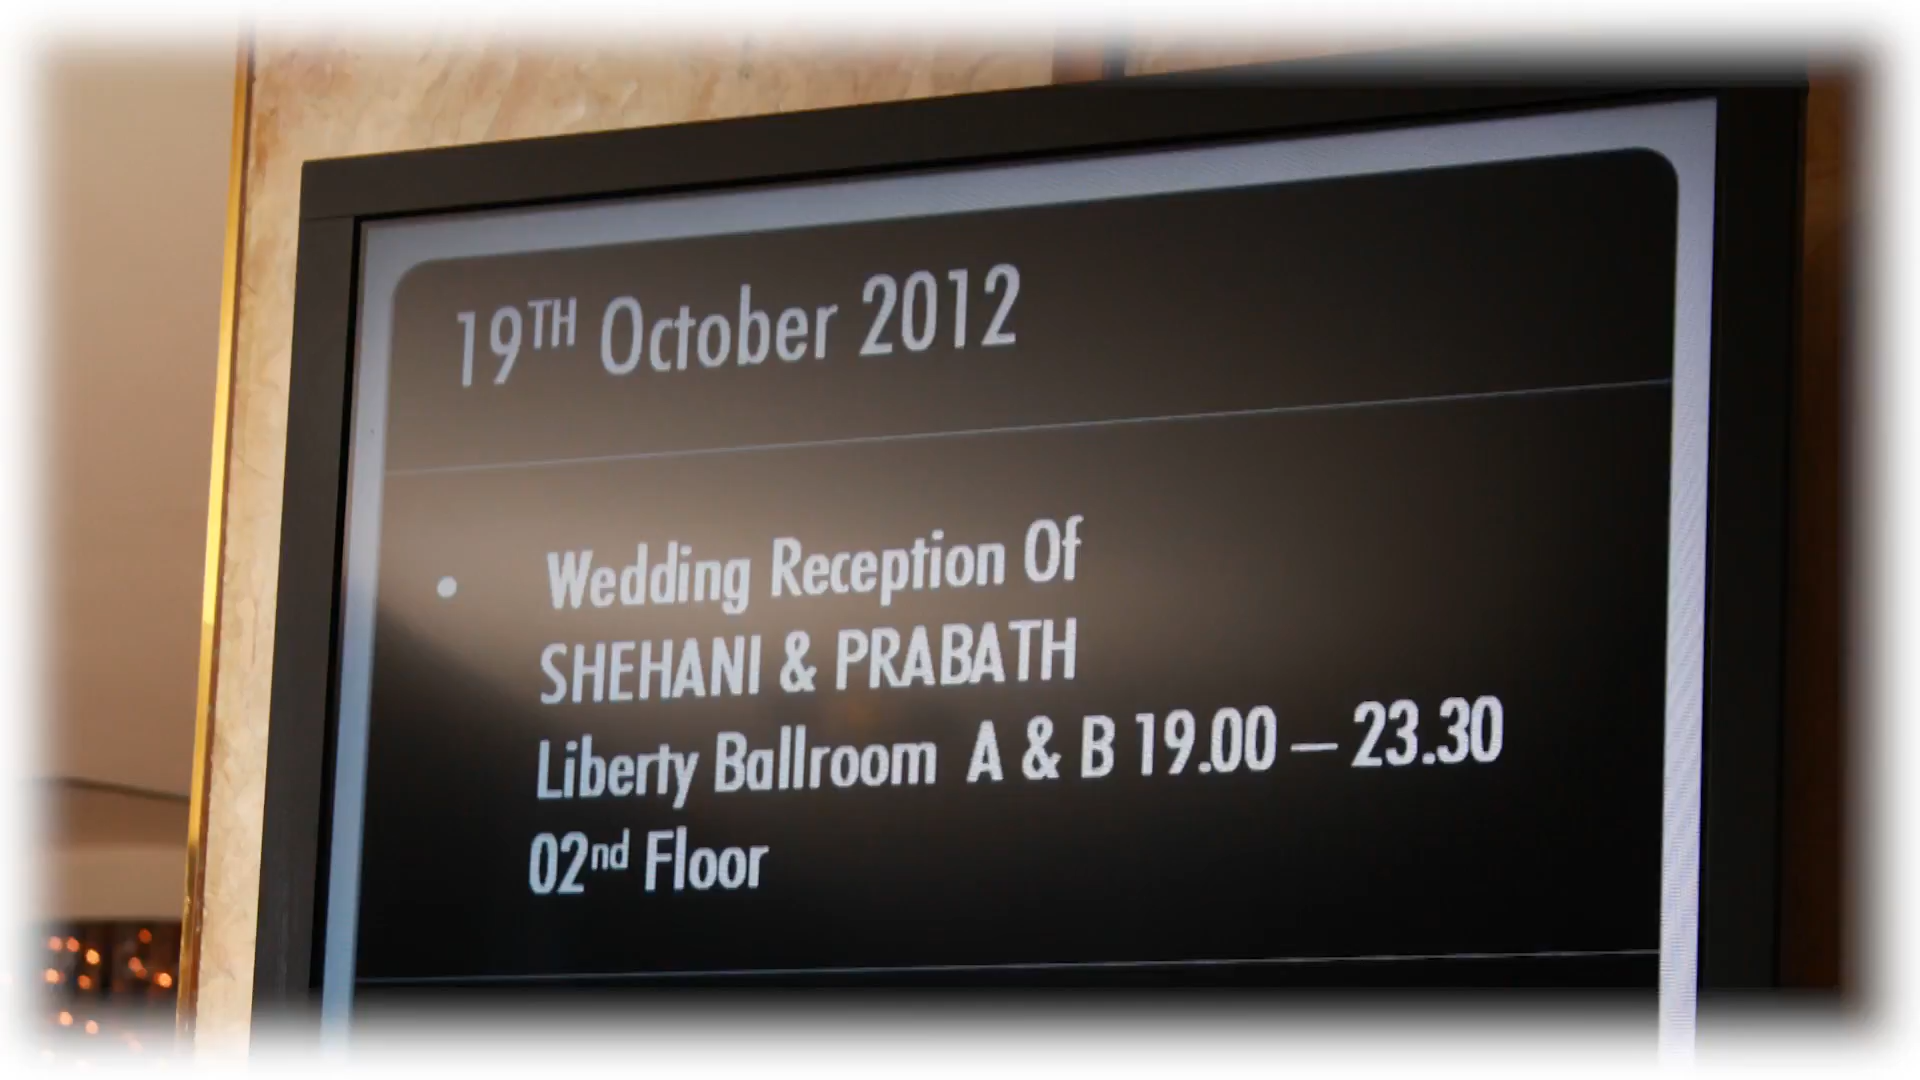 19TH October 2012
• Wedding Reception Of
SHEHANI & PRABATH
Liberty Ballroom A & B 19.00 – 23.30
02nd Floor